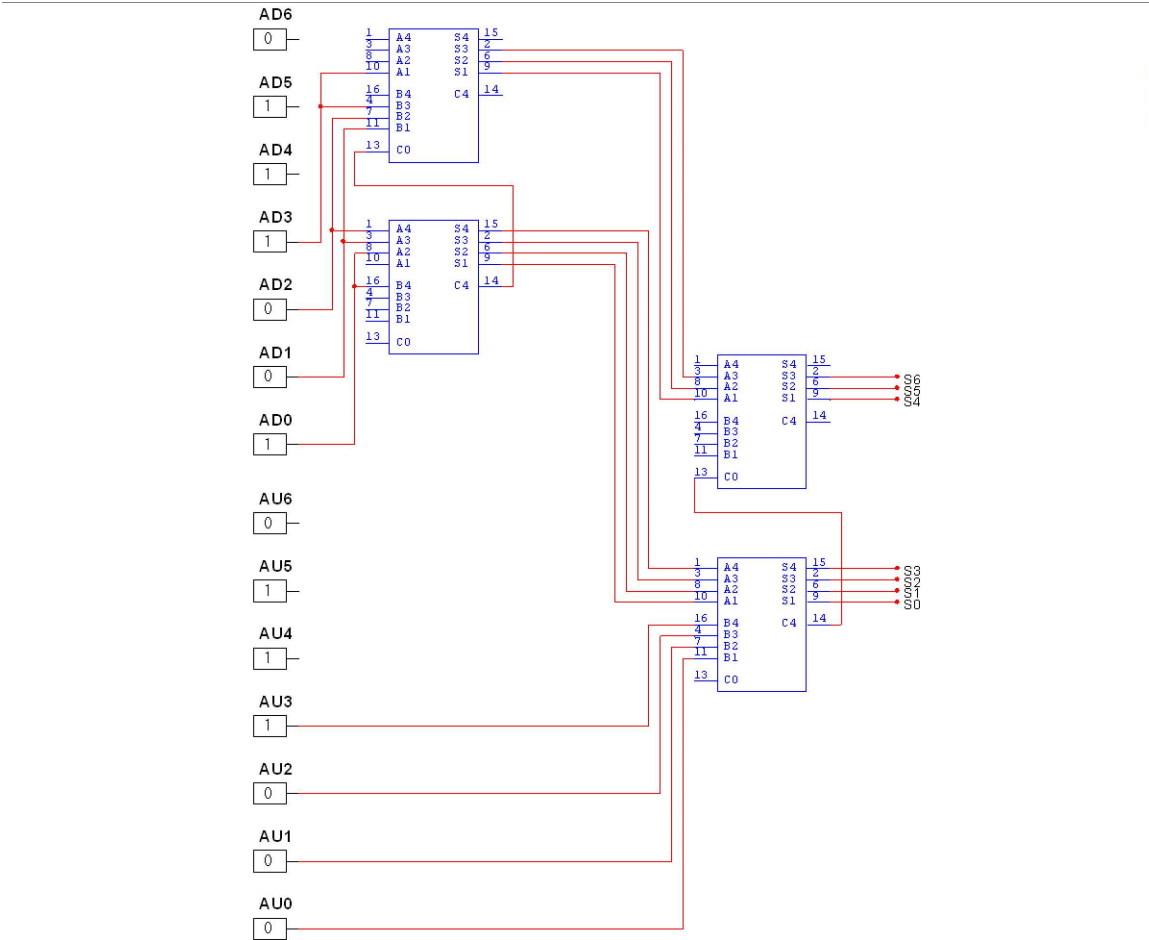 AD6
0
AD5
1
AD4
1
AD3
1
AD2
0
AD1
0
AD0
1
AU6
0
AU5
1
AU4
1
AU3
1
AU2
0
AU1
0
AU0
0
1 A4 S4 15
3 A3 S3 2
8 A2 S2 6
10 A1 S1 9
16 B4 C4 14
4 B3
7 B2
11 B1
13 C0
1 A4 S4 15
3 A3 S3 2
8 A2 S2 6
10 A1 S1 9
16 B4 C4 14
4 B3
7 B2
11 B1
13 C0
1 A4 S4 15
3 A3 S3 2
8 A2 S2 6
10 A1 S1 9
16 B4 C4 14
4 B3
7 B2
11 B1
13 C0
S6
S5
S4
1 A4 S4 15
3 A3 S3 2
8 A2 S2 6
10 A1 S1 9
16 B4 C4 14
4 B3
7 B2
11 B1
13 C0
S3
S2
S1
S0